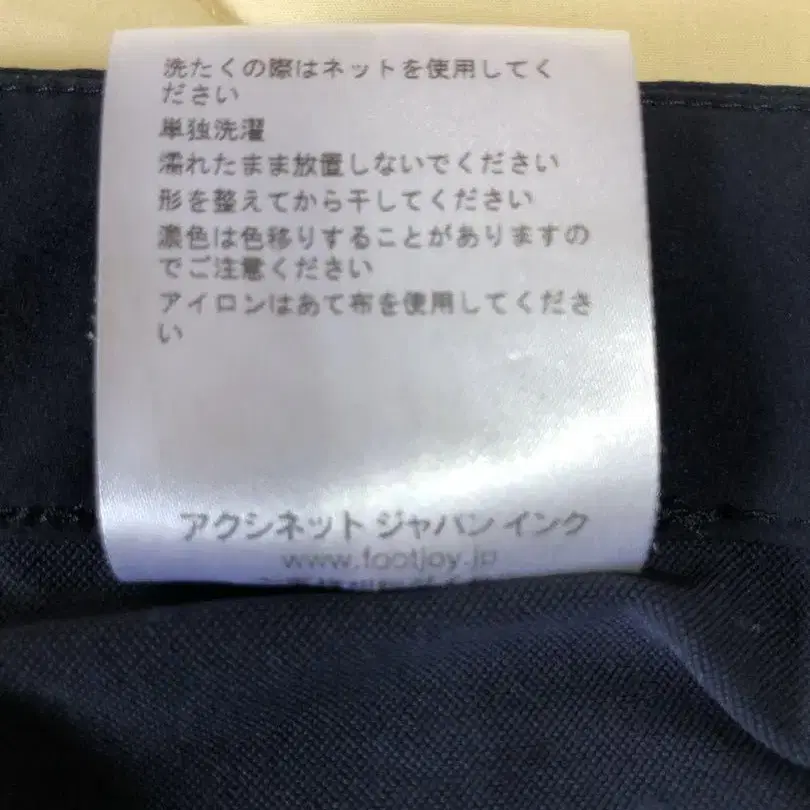 洗たくの際はネットを使用してく
ださい
単独洗濯
濡れたまま放置しないでください
形を整えてから干してください
濃色は色移りすることがありますの
でご注意ください
アイロンはあて布を使用してくださ
い
アクシネット ジャパン インク
www.footjoy.jp